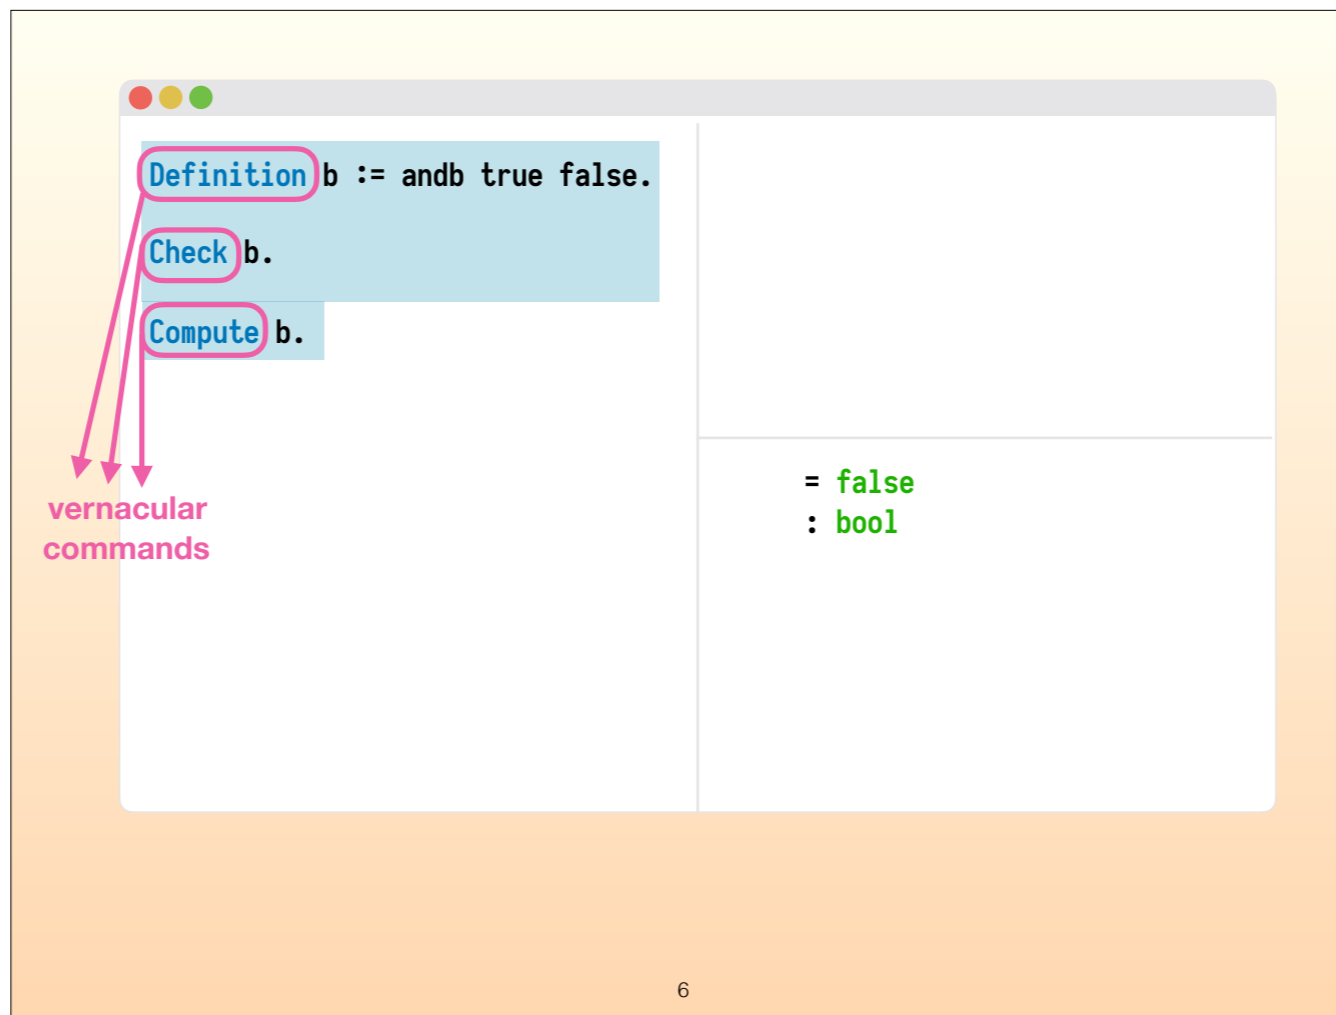 Definition b := andb true false.
Check b.
Compute b.
vernacular
commands
= false
: bool
6